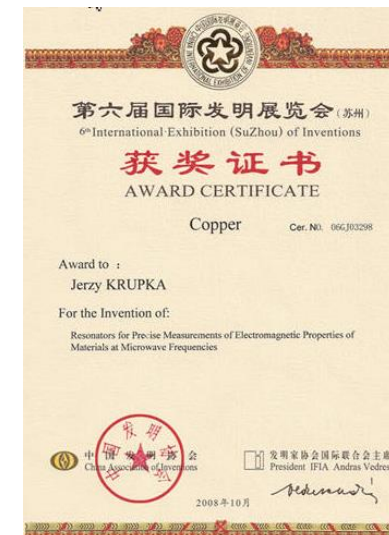 第六届国际发明展览会(苏州)
6th International Exhibition (SuZhou) of Inventions
获奖证书
AWARD CERTIFICATE
Copper
Cer. N0. 06GJ03298
Award to :
Jerzy KRUPKA
For the Invention of:
Resonators for Precise Measurements of Electromagnetic Properties of
Materials at Microwave Frequencies
中国发明协会
China Association of Inventions
发明家协会国际联合会主席
President IFIA Andras Vedres
2008年10月